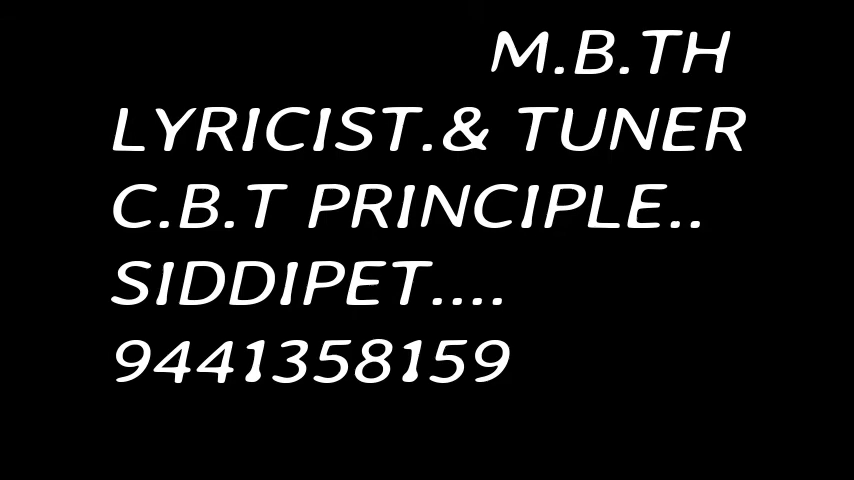 M.B.TH
LYRICIST.& TUNER
C.B.T PRINCIPLE..
SIDDIPET....
9441358159